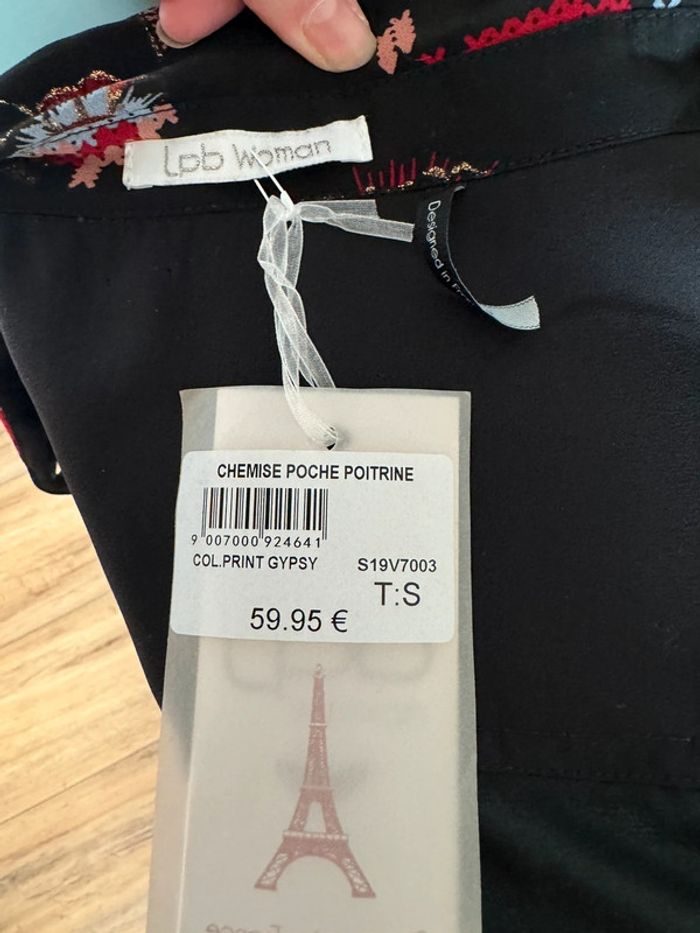 Lpb Woman
Designed in
CHEMISE POCHE POITRINE
9 007000 924641
COL.PRINT GYPSY S19V7003
T:S
59.95 €